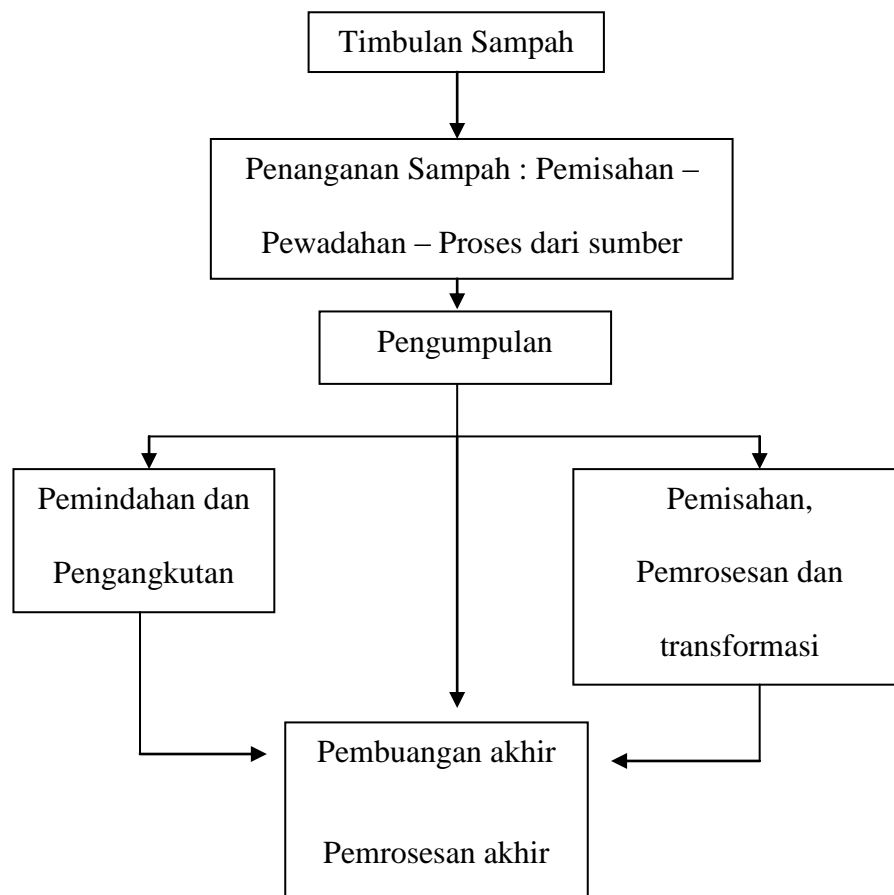 Timbulan Sampah
Penanganan Sampah : Pemisahan –
Pewadahan – Proses dari sumber
Pengumpulan
Pemindahan dan
Pengangkutan
Pemisahan,
Pemrosesan dan
transformasi
Pembuangan akhir
Pemrosesan akhir